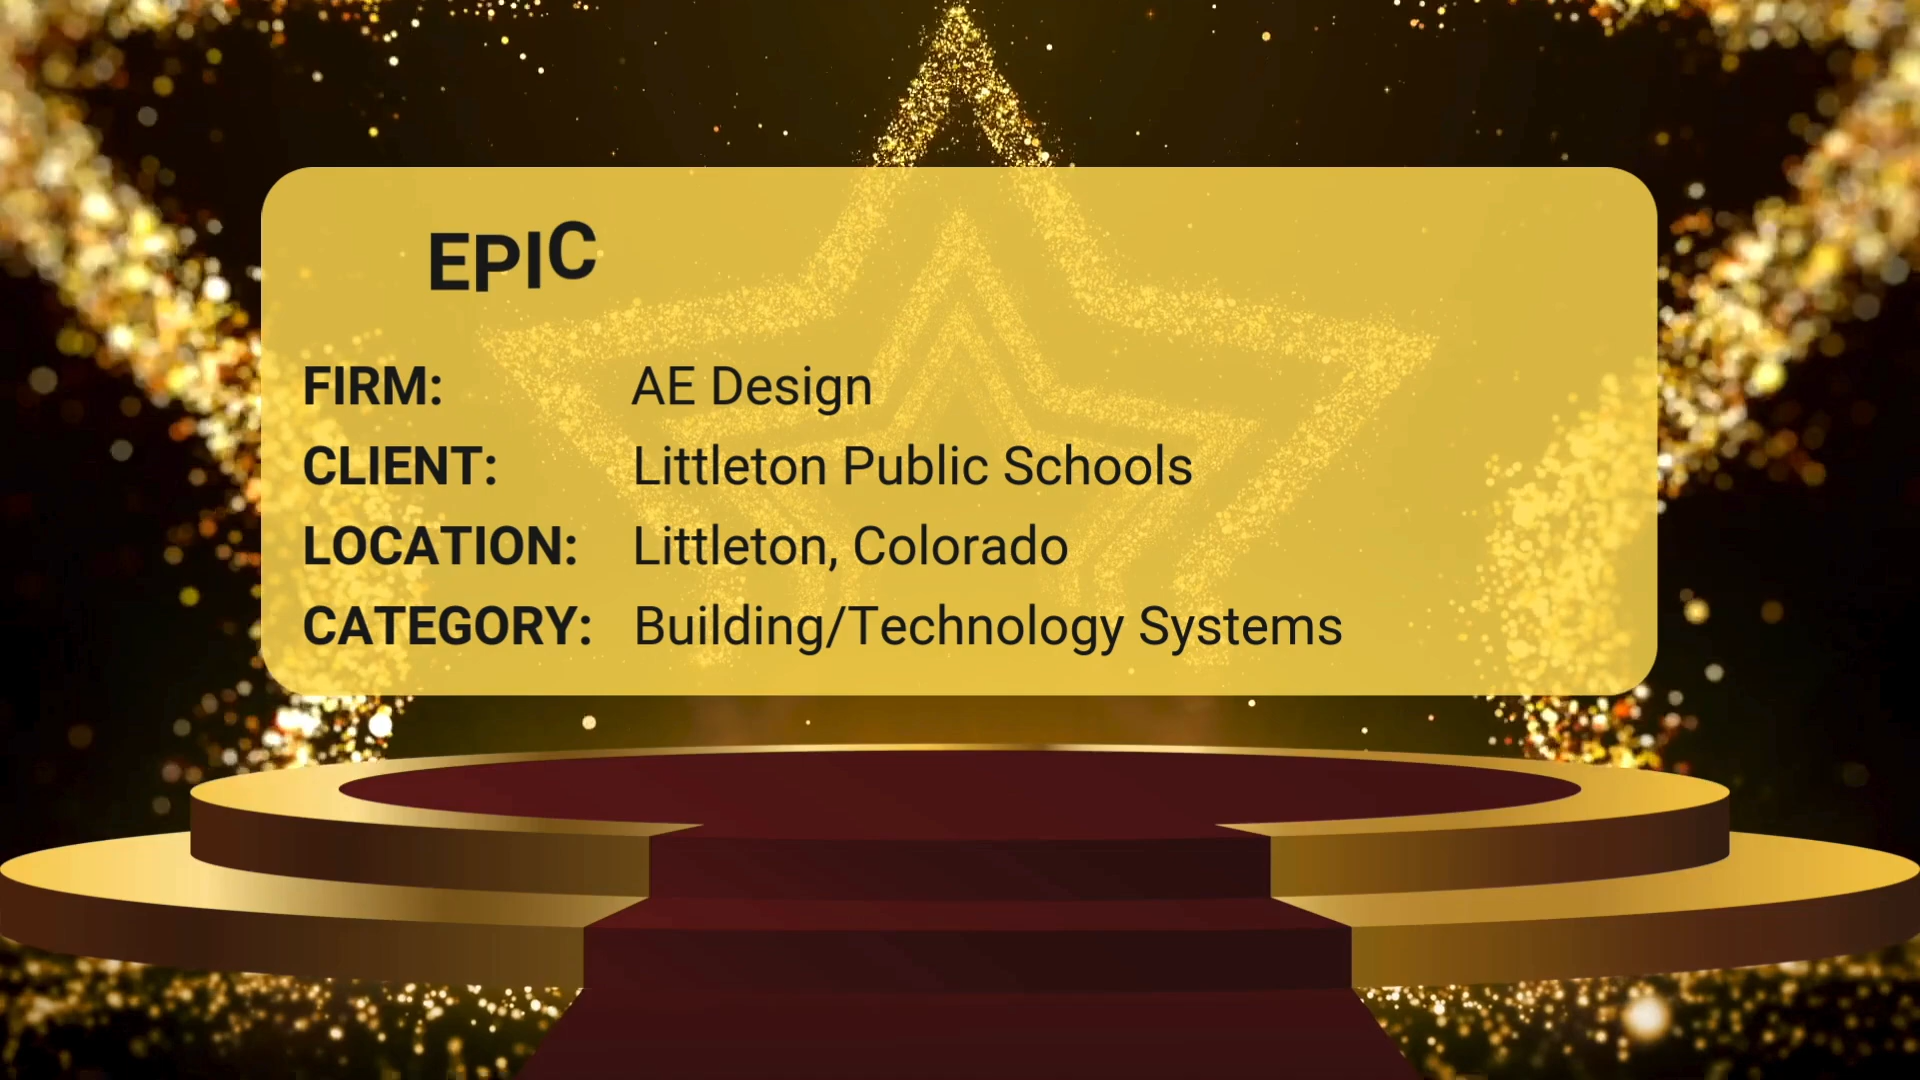 EPIC
FIRM: AE Design
CLIENT: Littleton Public Schools
LOCATION: Littleton, Colorado
CATEGORY: Building/Technology Systems